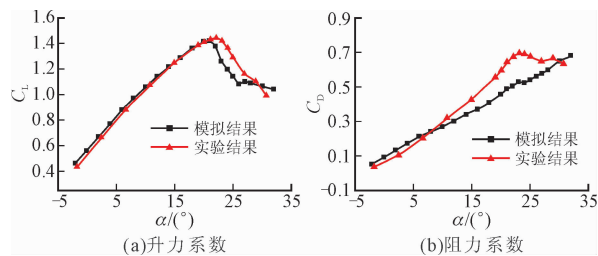 1.6
1.4
1.2
1.0
0.8
0.6
0.4
C_L
模拟结果
实验结果
−5 5 15 25 35
α/(°)
(a)升力系数
0.9
0.7
0.5
0.3
0.1
−0.1
C_D
模拟结果
实验结果
−5 5 15 25 35
α/(°)
(b)阻力系数